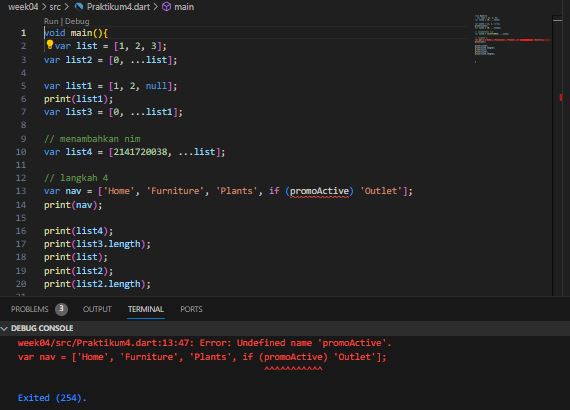 week04 > src > Praktikum4.dart > main
Run | Debug
1 void main(){
2 var list = [1, 2, 3];
3 var list2 = [0, ...list];
4
5 var list1 = [1, 2, null];
6 print(list1);
7 var list3 = [0, ...list1];
8
9 // menambahkan nim
10 var list4 = [2141720038, ...list];
11
12 // langkah 4
13 var nav = ['Home', 'Furniture', 'Plants', if (promoActive) 'Outlet'];
14 print(nav);
15
16 print(list4);
17 print(list3.length);
18 print(list);
19 print(list2);
20 print(list2.length);
PROBLEMS 3 OUTPUT TERMINAL PORTS
DEBUG CONSOLE
week04/src/Praktikum4.dart:13:47: Error: Undefined name 'promoActive'.
var nav = ['Home', 'Furniture', 'Plants', if (promoActive) 'Outlet'];
^^^^^^^^^^^
Exited (254).